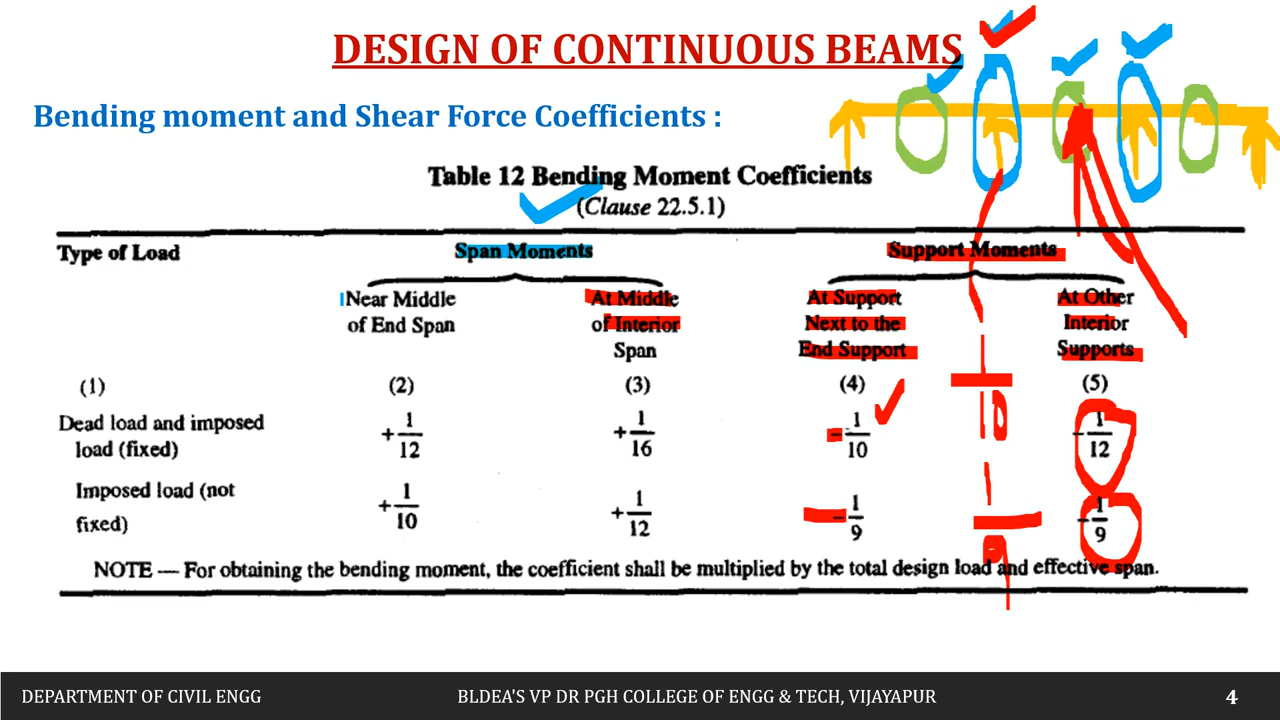 DESIGN OF CONTINUOUS BEAMS
Bending moment and Shear Force Coefficients :
Table 12 Bending Moment Coefficients
(Clause 22.5.1)
Type of Load Span Moments Support Moments
Near Middle At Middle At Support At Other
of End Span of Interior Next to the Interior
Span End Support Supports
(1) (2) (3) (4) (5)
Dead load and imposed +1/12 +1/16 -1/10 -1/12
load (fixed)
Imposed load (not +1/10 +1/12 -1/9 -1/9
fixed)
NOTE — For obtaining the bending moment, the coefficient shall be multiplied by the total design load and effective span.
DEPARTMENT OF CIVIL ENGG BLDEA'S VP DR PGH COLLEGE OF ENGG & TECH, VIJAYAPUR 4